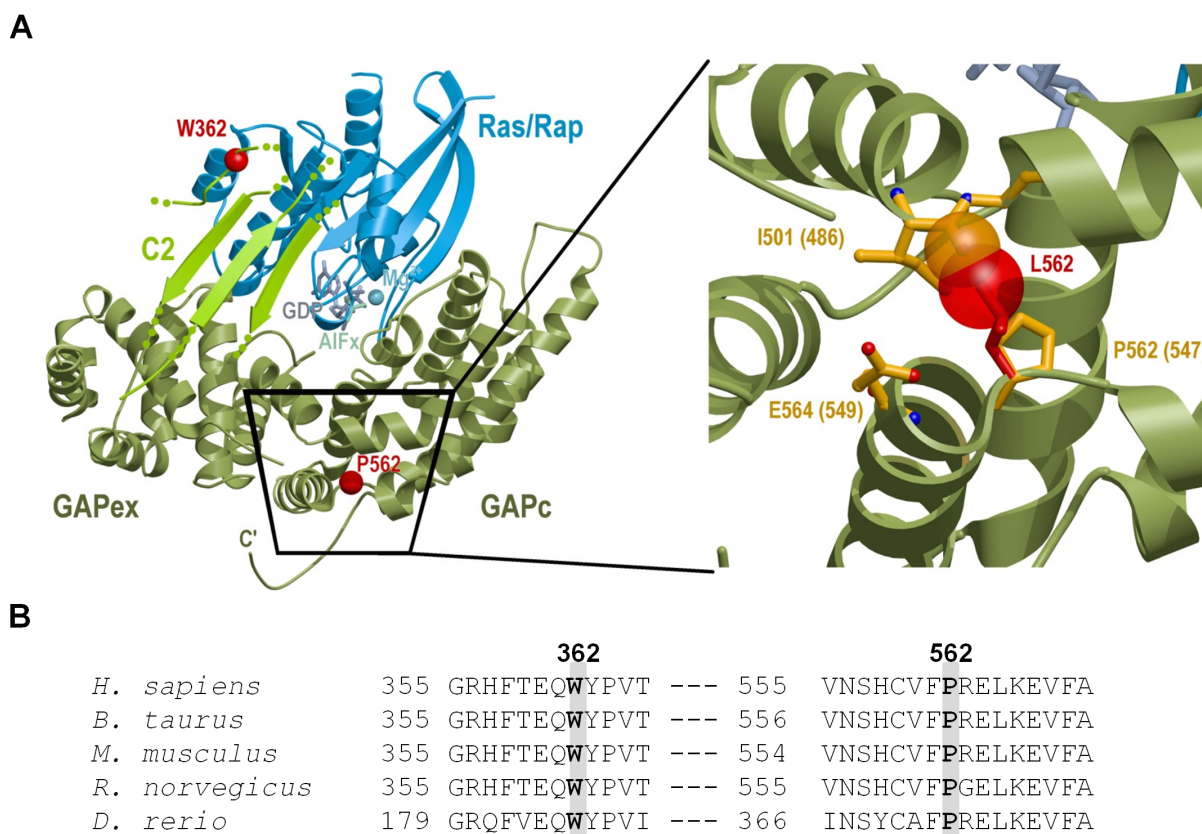 A
W362
Ras/Rap
C2
Mg²⁺
GDP
AlFx
P562
GAPex
GAPc
C'
I501 (486)
L562
P562 (547
E564 (549)
B
362 562
H. sapiens 355 GRHFTEQWYPVT --- 555 VNSHCVFPRELKEVFA
B. taurus 355 GRHFTEQWYPVT --- 556 VNSHCVFPRELKEVFA
M. musculus 355 GRHFTEQWYPVT --- 554 VNSHCVFPRELKEVFA
R. norvegicus 355 GRHFTEQWYPVT --- 555 VNSHCVFPGELKEVFA
D. rerio 179 GRQFVEQWYPVI --- 366 INSYCAFPRELKEVFA